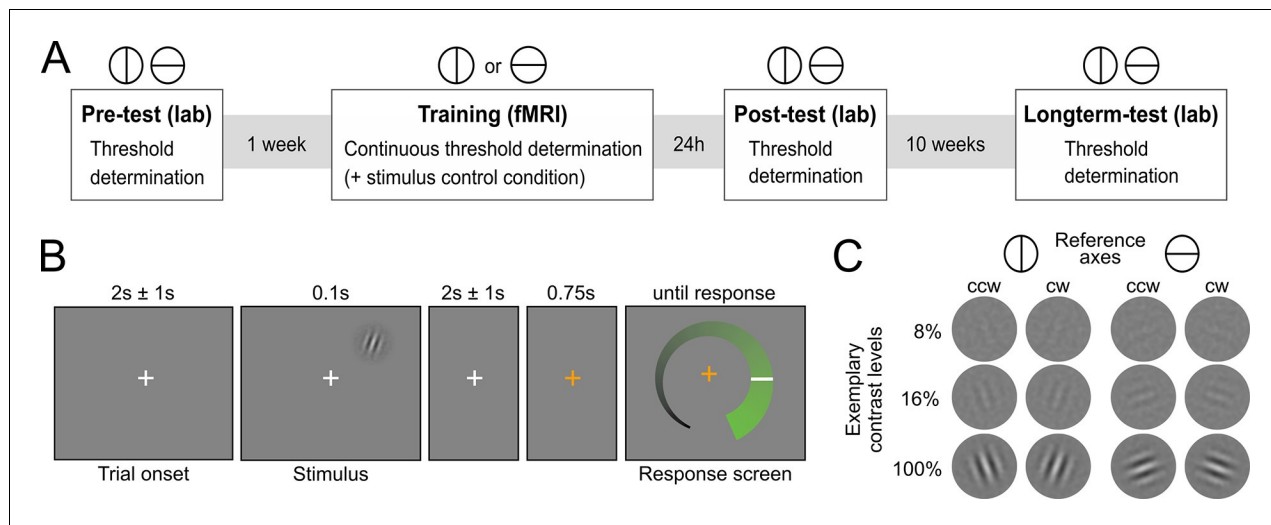 A
or
Pre-test (lab)
Threshold
determination
1 week
Training (fMRI)
Continuous threshold determination
(+ stimulus control condition)
24h
Post-test (lab)
Threshold
determination
10 weeks
Longterm-test (lab)
Threshold
determination
B
2s ± 1s
0.1s
2s ± 1s
0.75s
until response
Trial onset
Stimulus
Response screen
C
Reference
axes
ccw cw ccw cw
Exemplary
contrast levels
8%
16%
100%